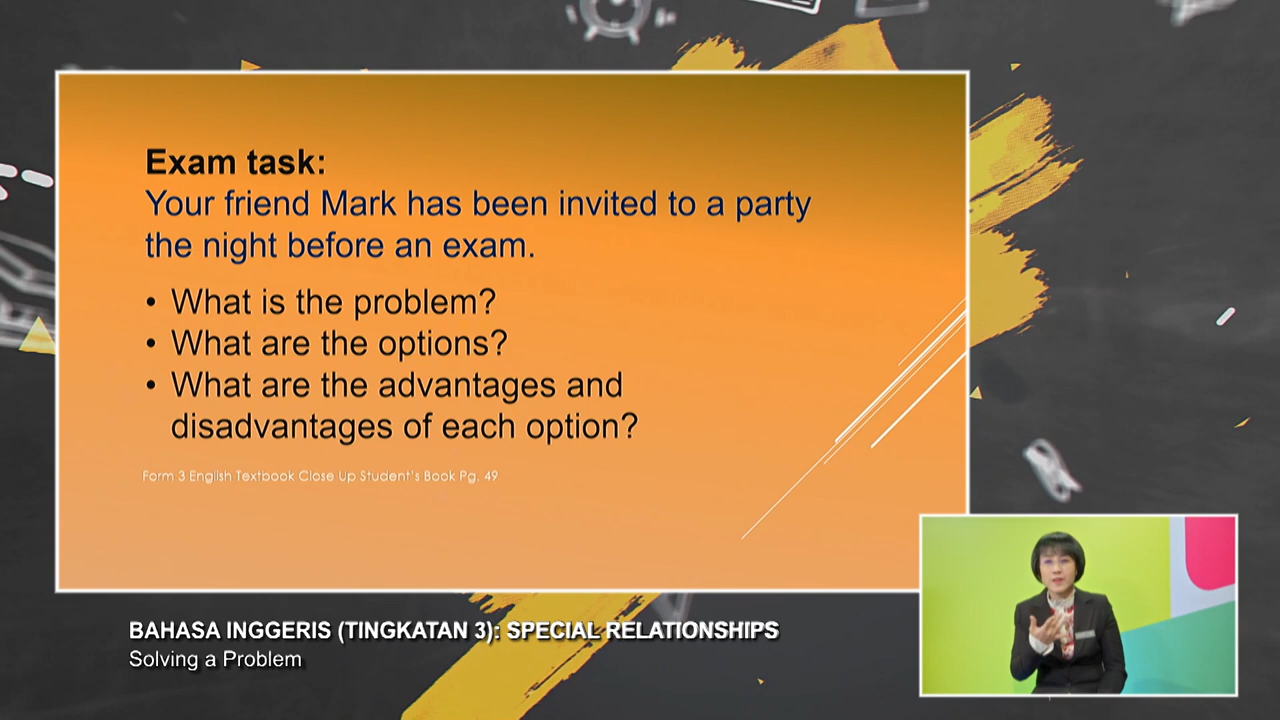 Exam task:
Your friend Mark has been invited to a party
the night before an exam.
• What is the problem?
• What are the options?
• What are the advantages and
disadvantages of each option?
Form 3 English Textbook Close Up Student's Book Pg. 49
BAHASA INGGERIS (TINGKATAN 3): SPECIAL RELATIONSHIPS
Solving a Problem